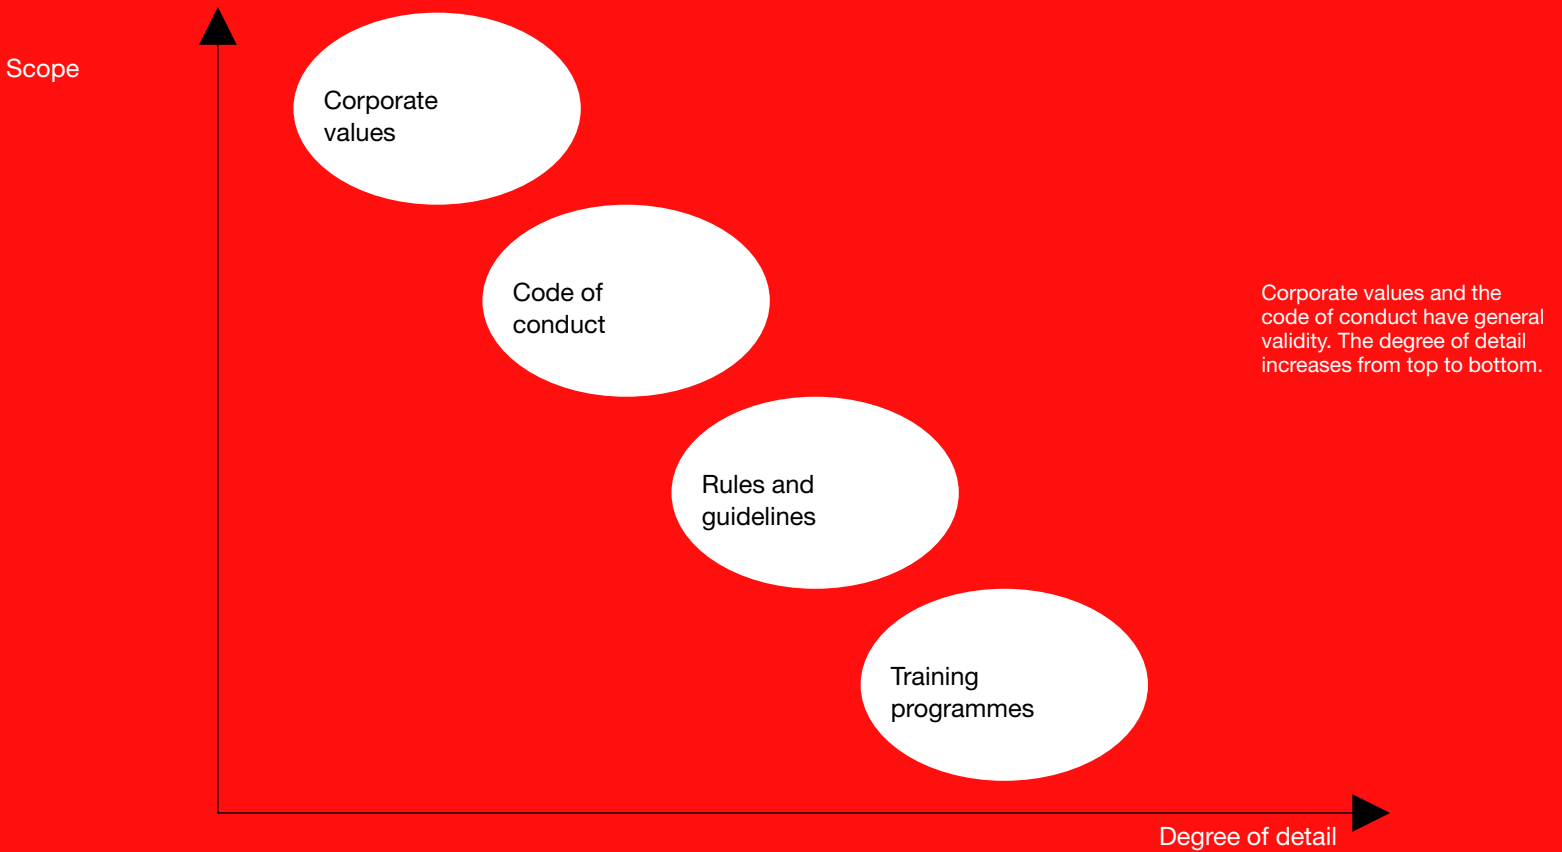 Scope
Corporate
values
Code of
conduct
Corporate values and the
code of conduct have general
validity. The degree of detail
increases from top to bottom.
Rules and
guidelines
Training
programmes
Degree of detail